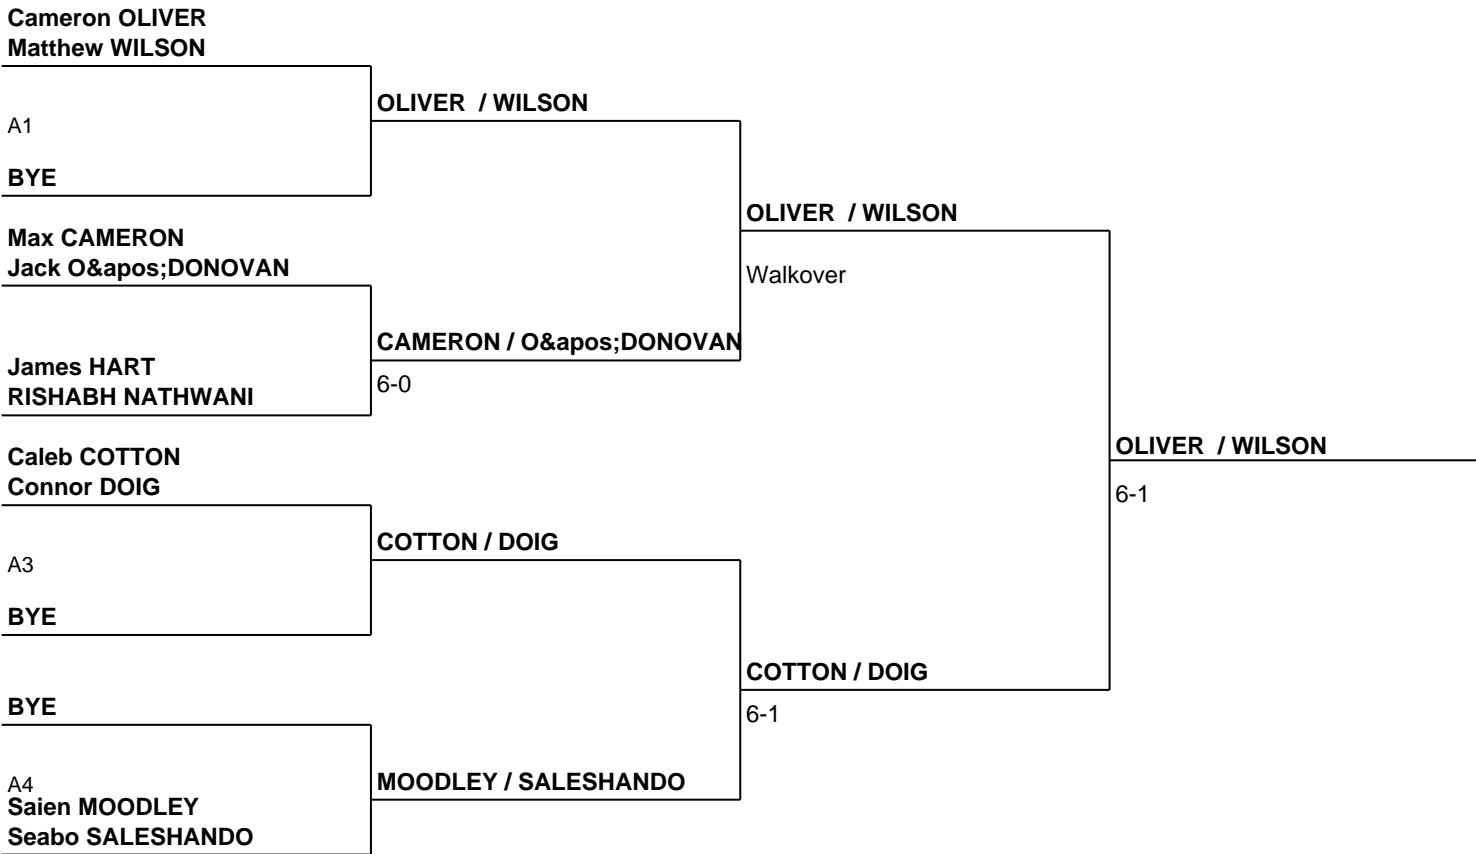 Cameron OLIVER
Matthew WILSON
A1
BYE
Max CAMERON
Jack O&apos;DONOVAN
James HART
RISHABH NATHWANI
Caleb COTTON
Connor DOIG
A3
BYE
BYE
A4
Saien MOODLEY
Seabo SALESHANDO
OLIVER  / WILSON
CAMERON / O&apos;DONOVAN
6-0
COTTON / DOIG
MOODLEY / SALESHANDO
OLIVER  / WILSON
Walkover
COTTON / DOIG
6-1
OLIVER  / WILSON
6-1